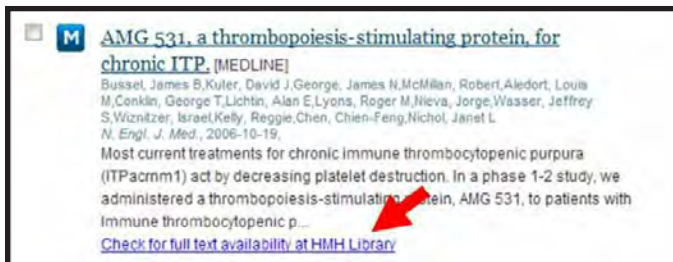 M AMG 531, a thrombopoiesis-stimulating protein, for
chronic ITP. [MEDLINE]
Bussel, James B,Kuter, David J,George, James N,McMillan, Robert,Aledort, Louis
M,Conklin, George T,Lichtin, Alan E,Lyons, Roger M,Nieva, Jorge,Wasser, Jeffrey
S,Wiznitzer, Israel,Kelly, Reggie,Chen, Chien-Feng,Nichol, Janet L
N. Engl. J. Med., 2006-10-19,
Most current treatments for chronic immune thrombocytopenic purpura
(ITPacrnm1) act by decreasing platelet destruction. In a phase 1-2 study, we
administered a thrombopoiesis-stimulating protein, AMG 531, to patients with
Immune thrombocytopenic p...
Check for full text availability at HMH Library